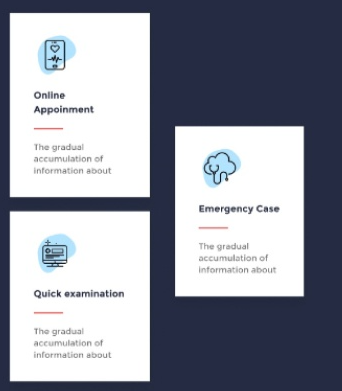 Online
Appoinment
The gradual
accumulation of
information about
Emergency Case
The gradual
accumulation of
information about
Quick examination
The gradual
accumulation of
information about